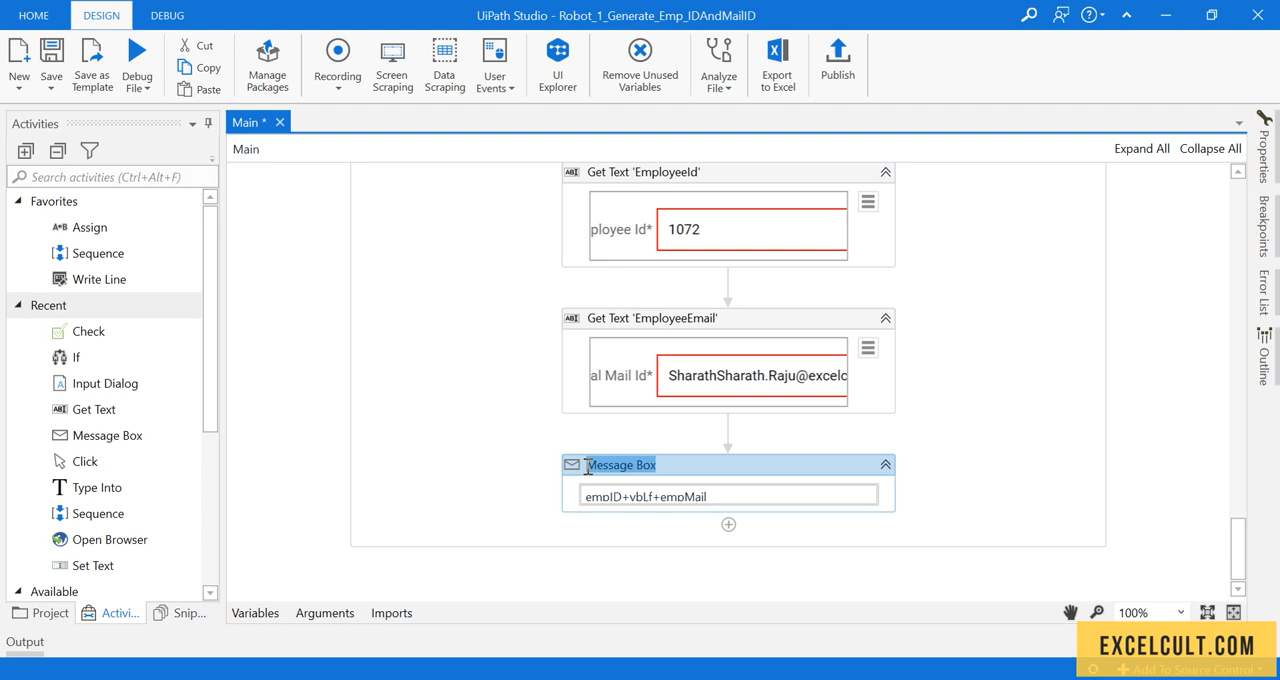 HOME DESIGN DEBUG
UiPath Studio - Robot_1_Generate_Emp_IDAndMailID
New
Save
Save as Template
Debug File
Cut
Copy
Paste
Manage Packages
Recording
Screen Scraping
Data Scraping
User Events
UI Explorer
Remove Unused Variables
Analyze File
Export to Excel
Publish
Activities
Search activities (Ctrl+Alt+F)
Favorites
Assign
Sequence
Write Line
Recent
Check
If
Input Dialog
Get Text
Message Box
Click
Type Into
Sequence
Open Browser
Set Text
Available
Project Activi... Snip...
Output
Main *
Main
Expand All Collapse All
Get Text 'EmployeeId'
ployee Id* 1072
Get Text 'EmployeeEmail'
al Mail Id* SharathSharath.Raju@excelc
Message Box
empID+vbLf+empMail
Variables Arguments Imports
100%
Properties
Breakpoints
Error List
Outline
EXCELCULT.COM
Add To Source Control